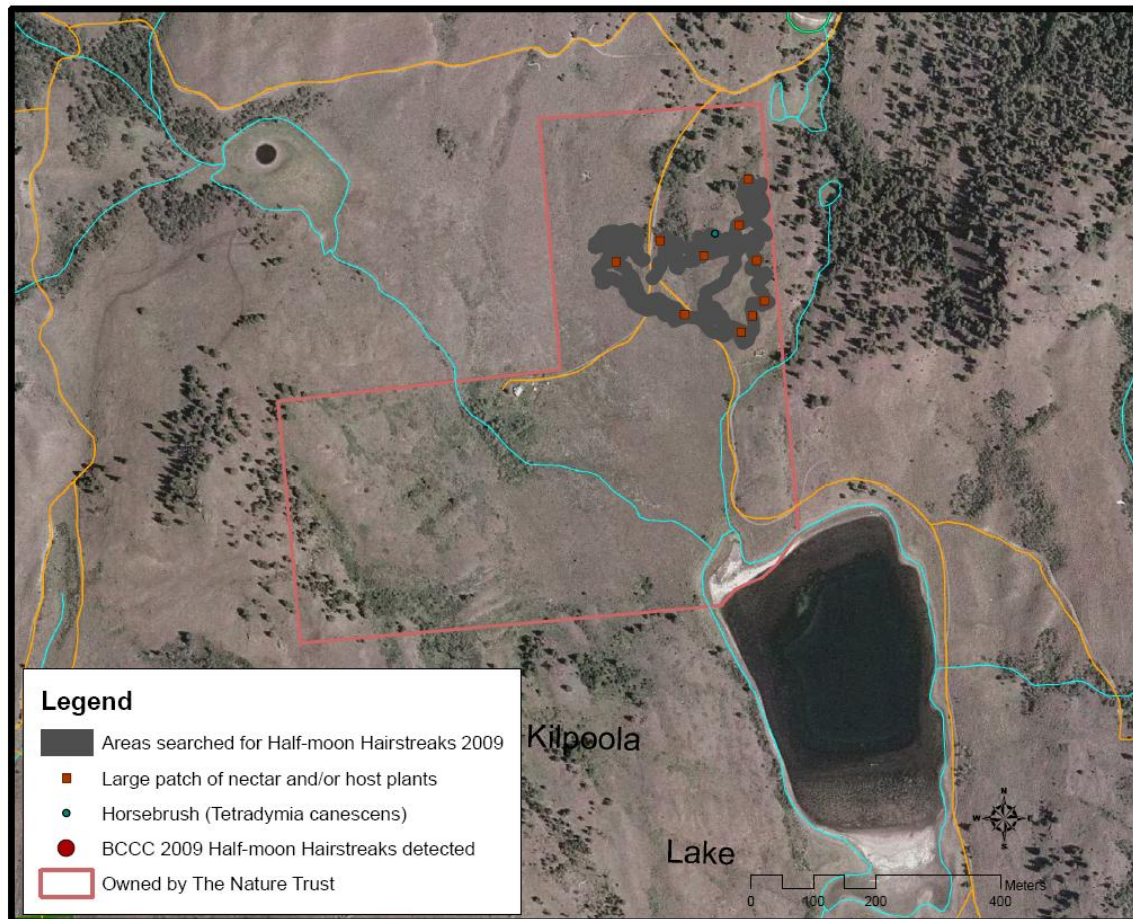 Legend
Areas searched for Half-moon Hairstreaks 2009
Large patch of nectar and/or host plants
Horsebrush (Tetradymia canescens)
BCCC 2009 Half-moon Hairstreaks detected
Owned by The Nature Trust
Kilpoola
Lake
N
W E
S
Meters
0 100 200 400